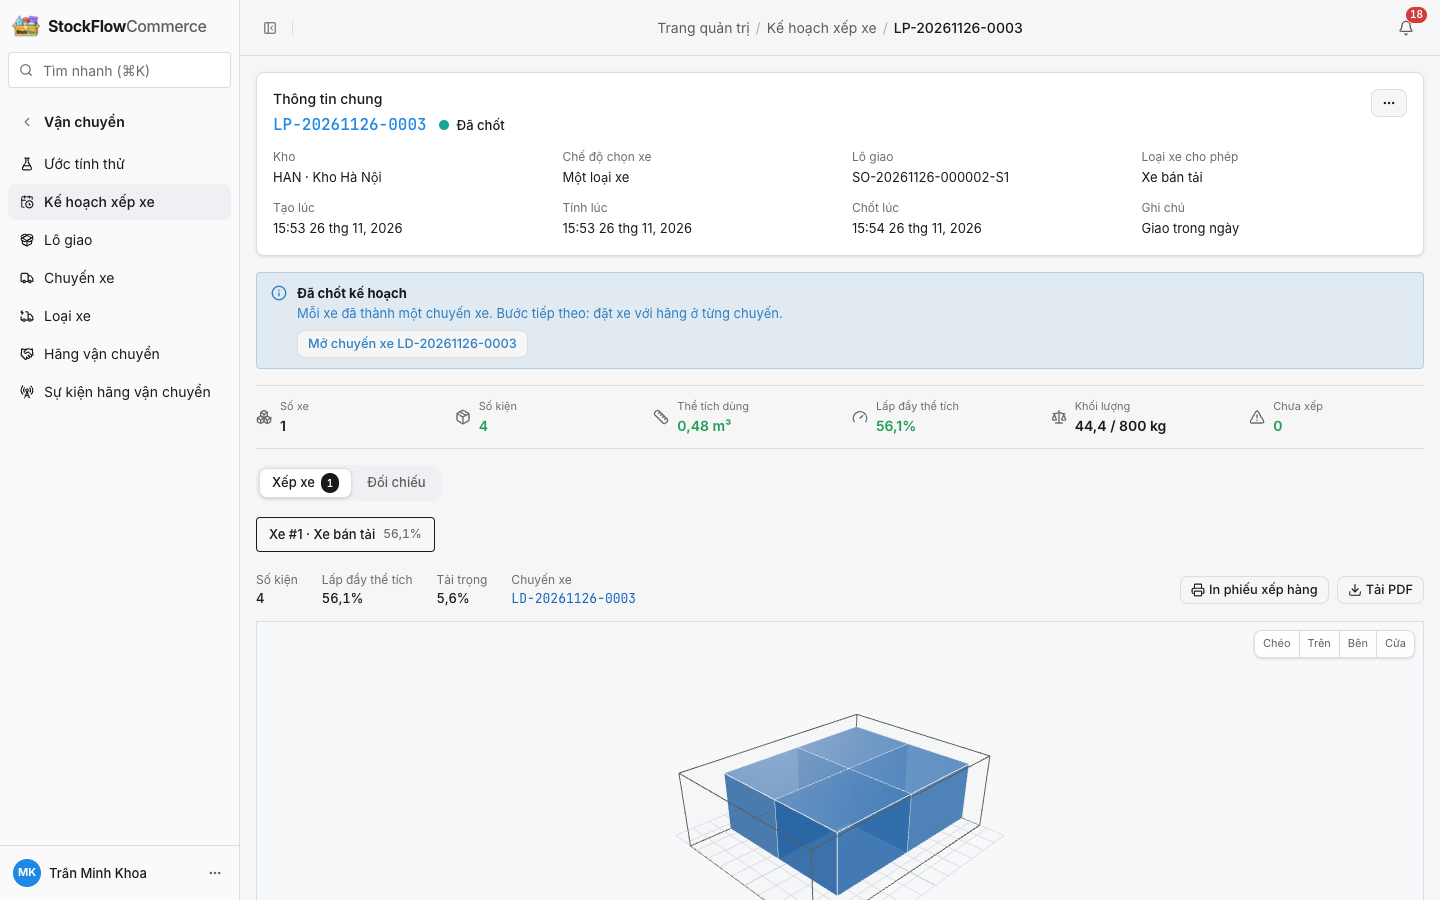 StockFlowCommerce
Tìm nhanh (⌘K)
Vận chuyển
Ước tính thử
Kế hoạch xếp xe
Lô giao
Chuyến xe
Loại xe
Hãng vận chuyển
Sự kiện hãng vận chuyển
MK
Trần Minh Khoa
Trang quản trị / Kế hoạch xếp xe / LP-20261126-0003
18
Thông tin chung
LP-20261126-0003 Đã chốt
Kho Chế độ chọn xe Lô giao Loại xe cho phép
HAN · Kho Hà Nội Một loại xe SO-20261126-000002-S1 Xe bán tải
Tạo lúc Tính lúc Chốt lúc Ghi chú
15:53 26 thg 11, 2026 15:53 26 thg 11, 2026 15:54 26 thg 11, 2026 Giao trong ngày
Đã chốt kế hoạch
Mỗi xe đã thành một chuyến xe. Bước tiếp theo: đặt xe với hãng ở từng chuyến.
Mở chuyến xe LD-20261126-0003
Số xe Số kiện Thể tích dùng Lấp đầy thể tích Khối lượng Chưa xếp
1 4 0,48 m³ 56,1% 44,4 / 800 kg 0
Xếp xe 1 Đối chiếu
Xe #1 · Xe bán tải 56,1%
Số kiện Lấp đầy thể tích Tải trọng Chuyến xe
4 56,1% 5,6% LD-20261126-0003
In phiếu xếp hàng Tải PDF
Chéo Trên Bên Cửa